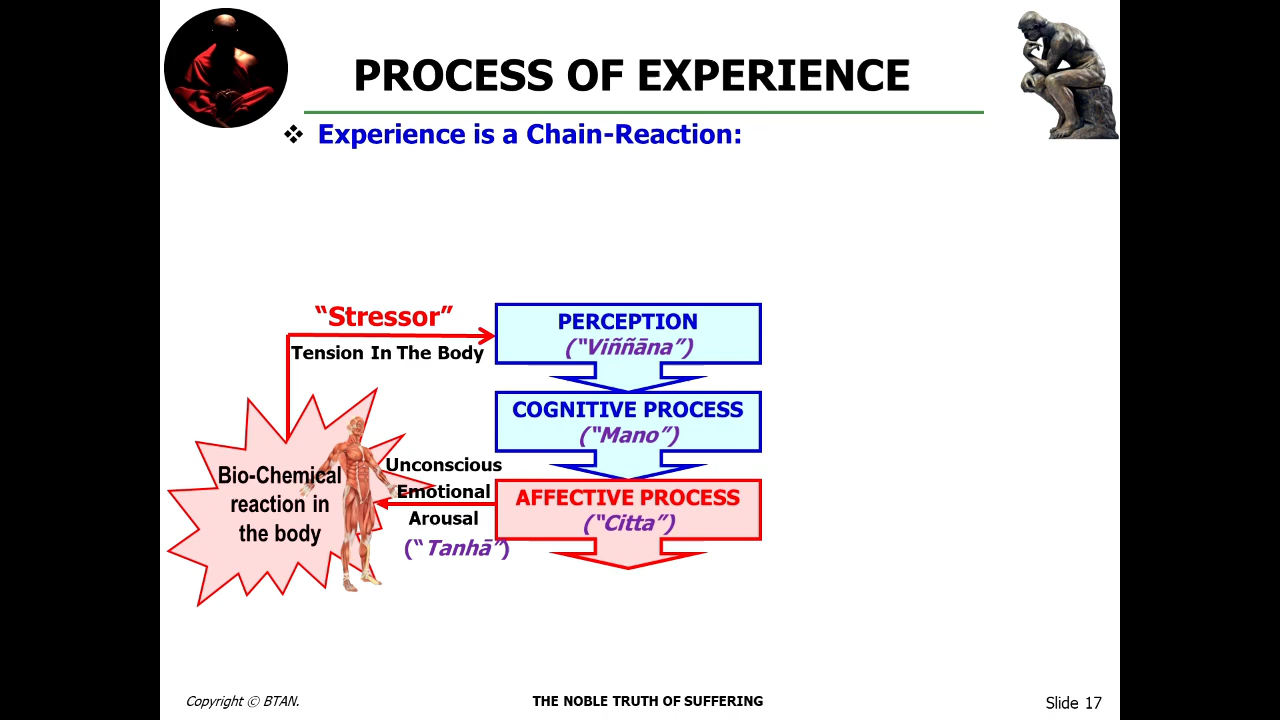 PROCESS OF EXPERIENCE
❖ Experience is a Chain-Reaction:
“Stressor”
Tension In The Body
PERCEPTION
(“Viññāna”)
COGNITIVE PROCESS
(“Mano”)
AFFECTIVE PROCESS
(“Citta”)
Unconscious
Emotional
Arousal
(“Tanhā”)
Bio-Chemical
reaction in
the body
Copyright © BTAN.
THE NOBLE TRUTH OF SUFFERING
Slide 17